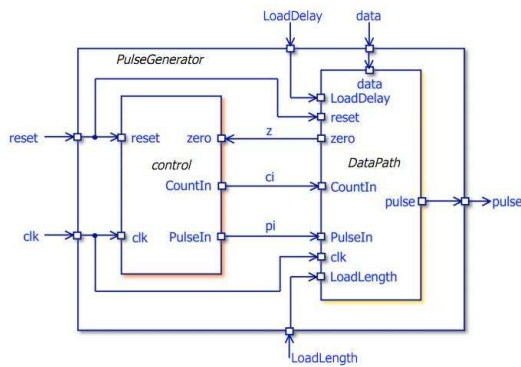 LoadDelay
data
PulseGenerator
data
LoadDelay
reset
reset
reset
zero
z
zero
control
DataPath
CountIn
ci
CountIn
pulse
pulse
clk
clk
PulseIn
pi
PulseIn
clk
LoadLength
LoadLength